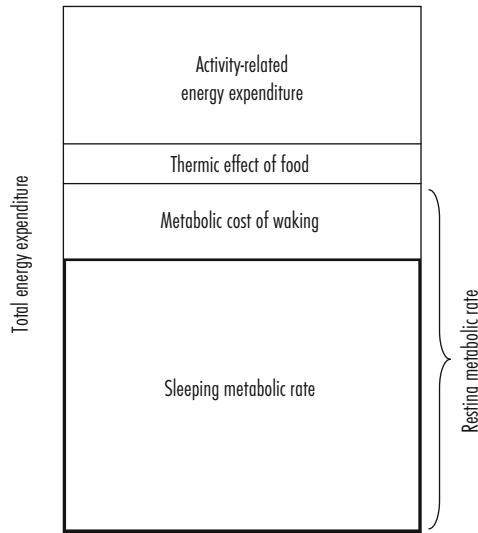 Activity-related
energy expenditure
Thermic effect of food
Metabolic cost of waking
Sleeping metabolic rate
Total energy expenditure
Restina metabolic rate